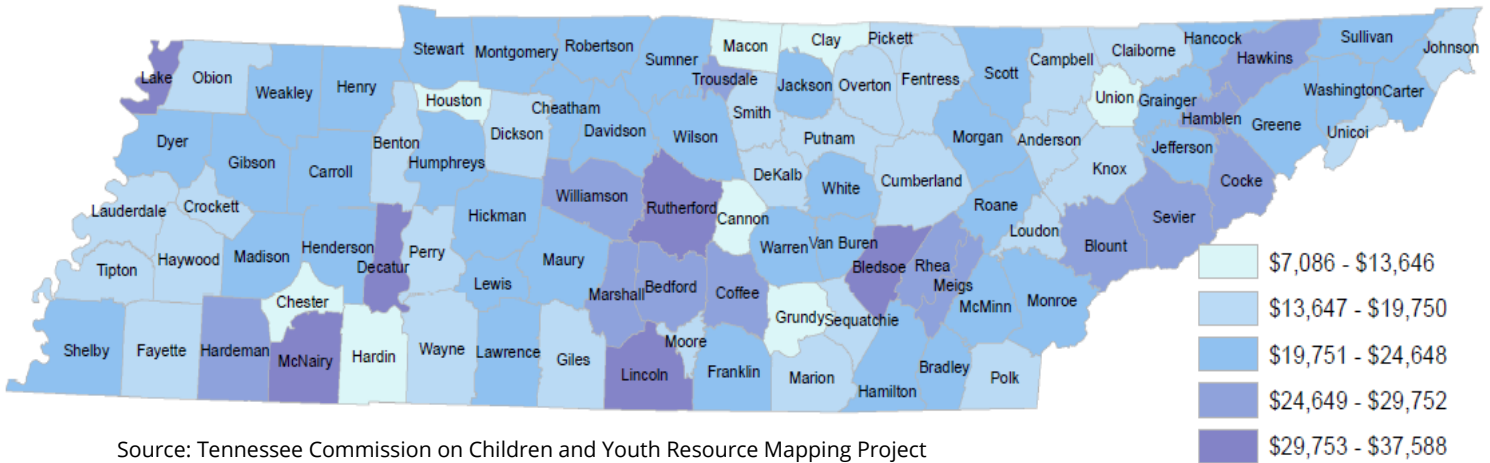 Stewart
Montgomery
Robertson
Sumner
Macon
Clay
Pickett
Scott
Campbell
Claiborne
Hancock
Sullivan
Johnson
Lake
Obion
Weakley
Henry
Houston
Trousdale
Jackson
Overton
Fentress
Union
Grainger
Hawkins
Washington
Carter
Dyer
Gibson
Carroll
Benton
Humphreys
Dickson
Cheatham
Davidson
Wilson
Smith
Putnam
Morgan
Anderson
Knox
Jefferson
Hamblen
Greene
Unicoi
Lauderdale
Crockett
Williamson
Rutherford
Cannon
DeKalb
White
Cumberland
Roane
Loudon
Blount
Sevier
Cocke
Tipton
Haywood
Madison
Henderson
Decatur
Perry
Hickman
Lewis
Maury
Marshall
Bedford
Coffee
Warren
Van Buren
Bledsoe
Rhea
Meigs
McMinn
Monroe
Shelby
Fayette
Hardeman
Chester
McNairy
Hardin
Wayne
Lawrence
Giles
Lincoln
Moore
Franklin
Grundy
Sequatchie
Marion
Hamilton
Bradley
Polk
$7,086 - $13,646
$13,647 - $19,750
$19,751 - $24,648
$24,649 - $29,752
$29,753 - $37,588
Source: Tennessee Commission on Children and Youth Resource Mapping Project